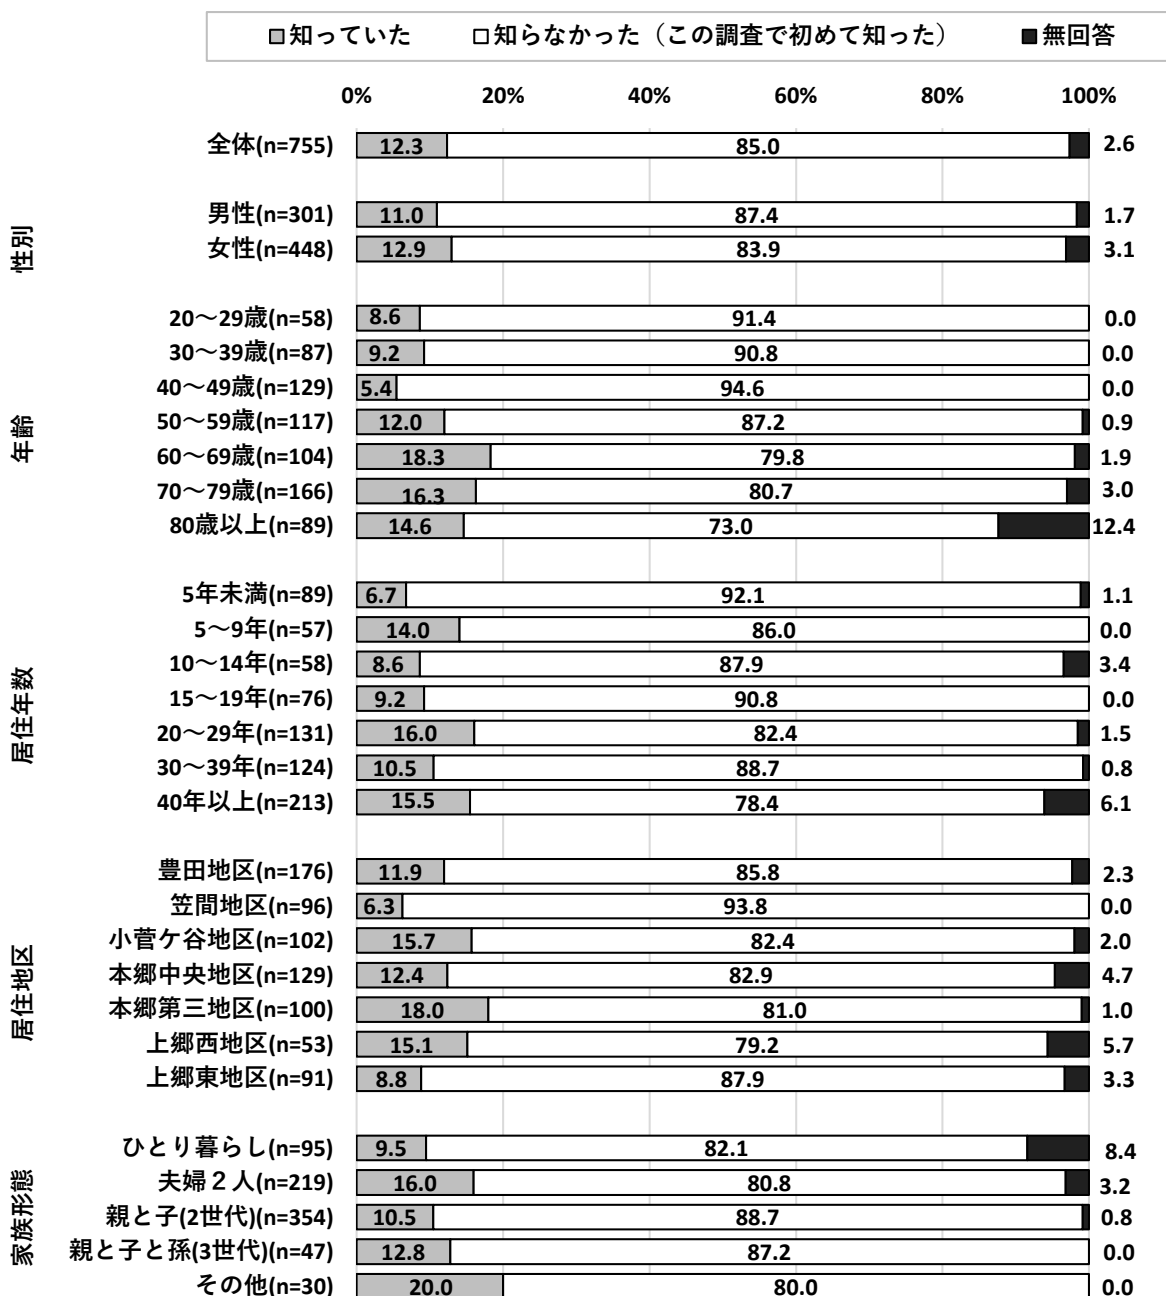 知っていた 知らなかった（この調査で初めて知った） 無回答
0% 20% 40% 60% 80% 100%
全体(n=755) 12.3 85.0 2.6
性別
男性(n=301) 11.0 87.4 1.7
女性(n=448) 12.9 83.9 3.1
年齢
20～29歳(n=58) 8.6 91.4 0.0
30～39歳(n=87) 9.2 90.8 0.0
40～49歳(n=129) 5.4 94.6 0.0
50～59歳(n=117) 12.0 87.2 0.9
60～69歳(n=104) 18.3 79.8 1.9
70～79歳(n=166) 16.3 80.7 3.0
80歳以上(n=89) 14.6 73.0 12.4
居住年数
5年未満(n=89) 6.7 92.1 1.1
5～9年(n=57) 14.0 86.0 0.0
10～14年(n=58) 8.6 87.9 3.4
15～19年(n=76) 9.2 90.8 0.0
20～29年(n=131) 16.0 82.4 1.5
30～39年(n=124) 10.5 88.7 0.8
40年以上(n=213) 15.5 78.4 6.1
居住地区
豊田地区(n=176) 11.9 85.8 2.3
笠間地区(n=96) 6.3 93.8 0.0
小菅ケ谷地区(n=102) 15.7 82.4 2.0
本郷中央地区(n=129) 12.4 82.9 4.7
本郷第三地区(n=100) 18.0 81.0 1.0
上郷西地区(n=53) 15.1 79.2 5.7
上郷東地区(n=91) 8.8 87.9 3.3
家族形態
ひとり暮らし(n=95) 9.5 82.1 8.4
夫婦２人(n=219) 16.0 80.8 3.2
親と子(2世代)(n=354) 10.5 88.7 0.8
親と子と孫(3世代)(n=47) 12.8 87.2 0.0
その他(n=30) 20.0 80.0 0.0